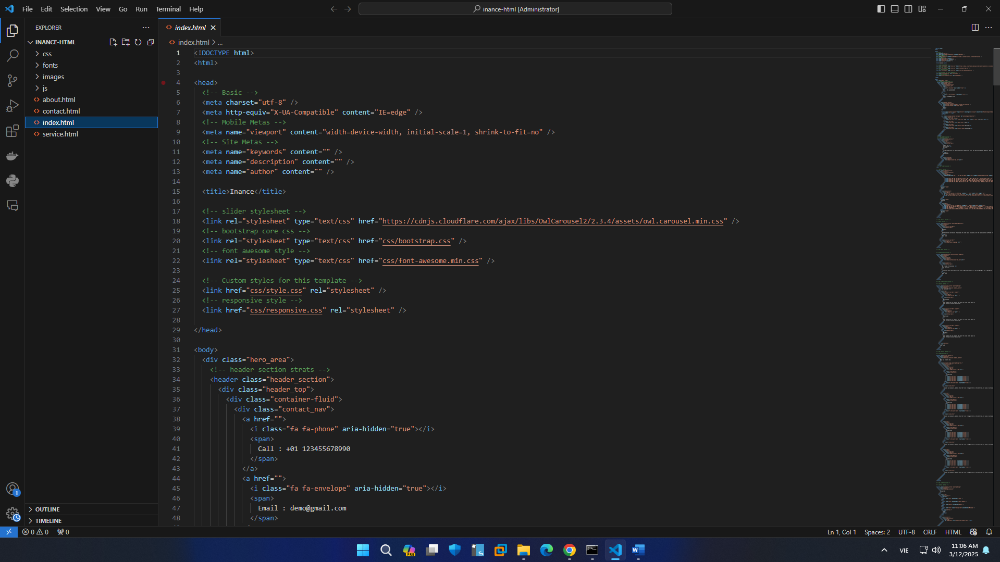 File Edit Selection View Go Run Terminal Help
inance-html [Administrator]
EXPLORER
INANCE-HTML
css
fonts
images
js
about.html
contact.html
index.html
service.html
OUTLINE
TIMELINE
index.html
index.html > ...
1 <!DOCTYPE html>
2 <html>
3
4 <head>
5 <!-- Basic -->
6 <meta charset="utf-8" />
7 <meta http-equiv="X-UA-Compatible" content="IE=edge" />
8 <!-- Mobile Metas -->
9 <meta name="viewport" content="width=device-width, initial-scale=1, shrink-to-fit=no" />
10 <!-- Site Metas -->
11 <meta name="keywords" content="" />
12 <meta name="description" content="" />
13 <meta name="author" content="" />
14
15 <title>Inance</title>
16
17 <!-- slider stylesheet -->
18 <link rel="stylesheet" type="text/css" href="https://cdnjs.cloudflare.com/ajax/libs/OwlCarousel2/2.3.4/assets/owl.carousel.min.css" />
19 <!-- bootstrap core css -->
20 <link rel="stylesheet" type="text/css" href="css/bootstrap.css" />
21 <!-- font awesome style -->
22 <link rel="stylesheet" type="text/css" href="css/font-awesome.min.css" />
23
24 <!-- Custom styles for this template -->
25 <link href="css/style.css" rel="stylesheet" />
26 <!-- responsive style -->
27 <link href="css/responsive.css" rel="stylesheet" />
28
29 </head>
30
31 <body>
32 <div class="hero_area">
33 <!-- header section strats -->
34 <header class="header_section">
35 <div class="header_top">
36 <div class="container-fluid">
37 <div class="contact_nav">
38 <a href="">
39 <i class="fa fa-phone" aria-hidden="true"></i>
40 <span>
41 Call : +01 123455678990
42 </span>
43 </a>
44 <a href="">
45 <i class="fa fa-envelope" aria-hidden="true"></i>
46 <span>
47 Email : demo@gmail.com
48 </span>
1
0 0 0
Ln 1, Col 1 Spaces: 2 UTF-8 CRLF HTML
PRE
VIE
11:06 AM
3/12/2025